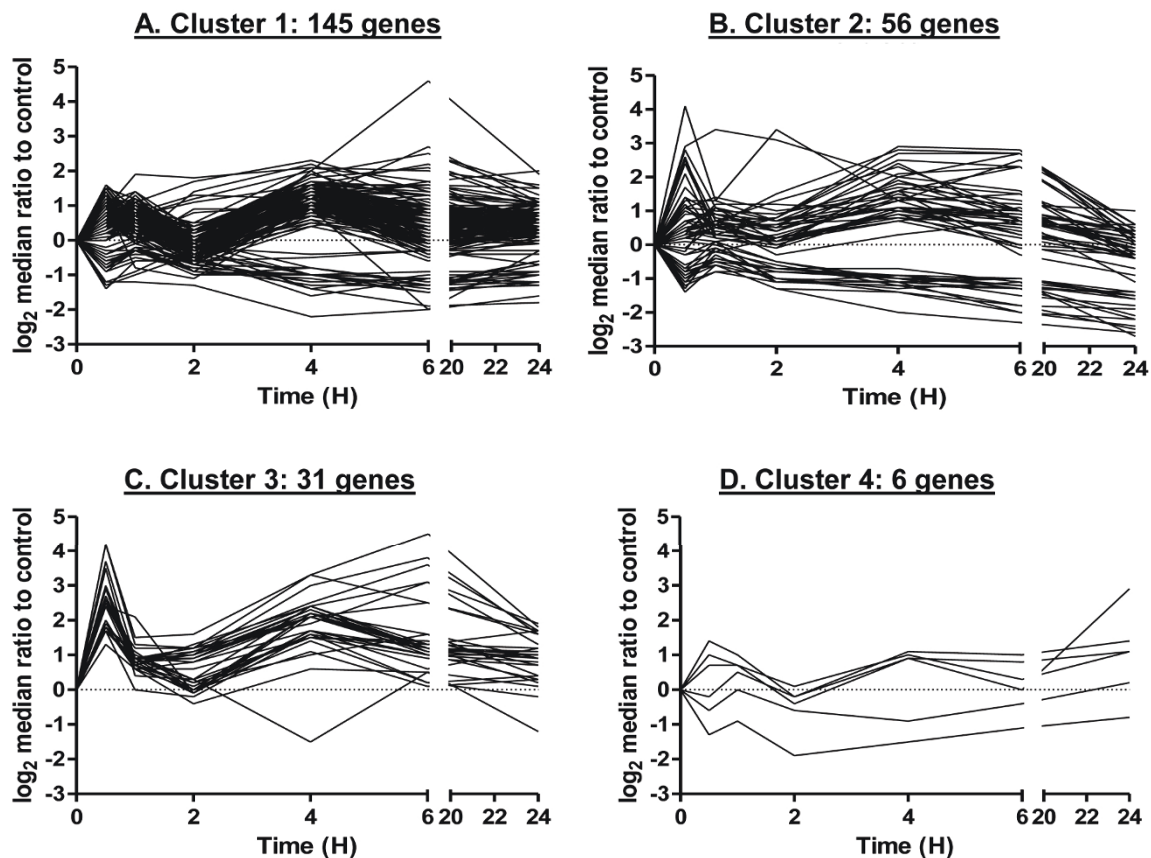 A. Cluster 1: 145 genes
log2 median ratio to control
5
4
3
2
1
0
-1
-2
-3
0 2 4 6 20 22 24
Time (H)
B. Cluster 2: 56 genes
log2 median ratio to control
5
4
3
2
1
0
-1
-2
-3
0 2 4 6 20 22 24
Time (H)
C. Cluster 3: 31 genes
log2 median ratio to control
5
4
3
2
1
0
-1
-2
-3
0 2 4 6 20 22 24
Time (H)
D. Cluster 4: 6 genes
log2 median ratio to control
5
4
3
2
1
0
-1
-2
-3
0 2 4 6 20 22 24
Time (H)